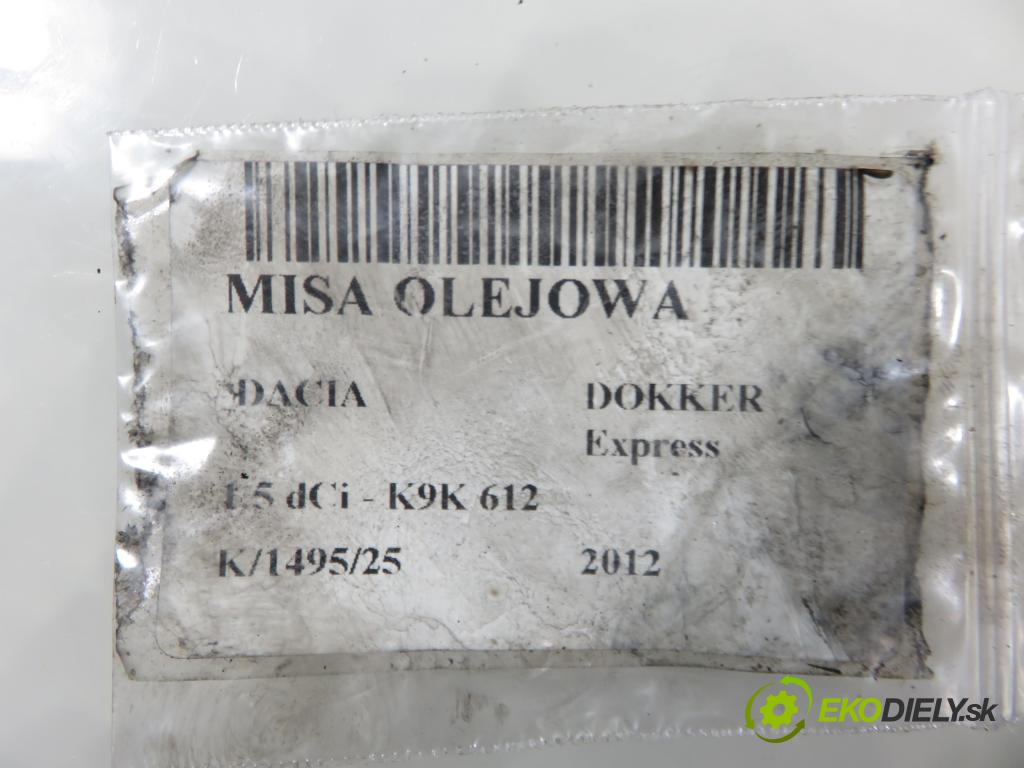 MISA OLEJOWA
DACIA DOKKER
Express
1.5 dCi - K9K 612
K/1495/25 2012
EKODIELY.sk